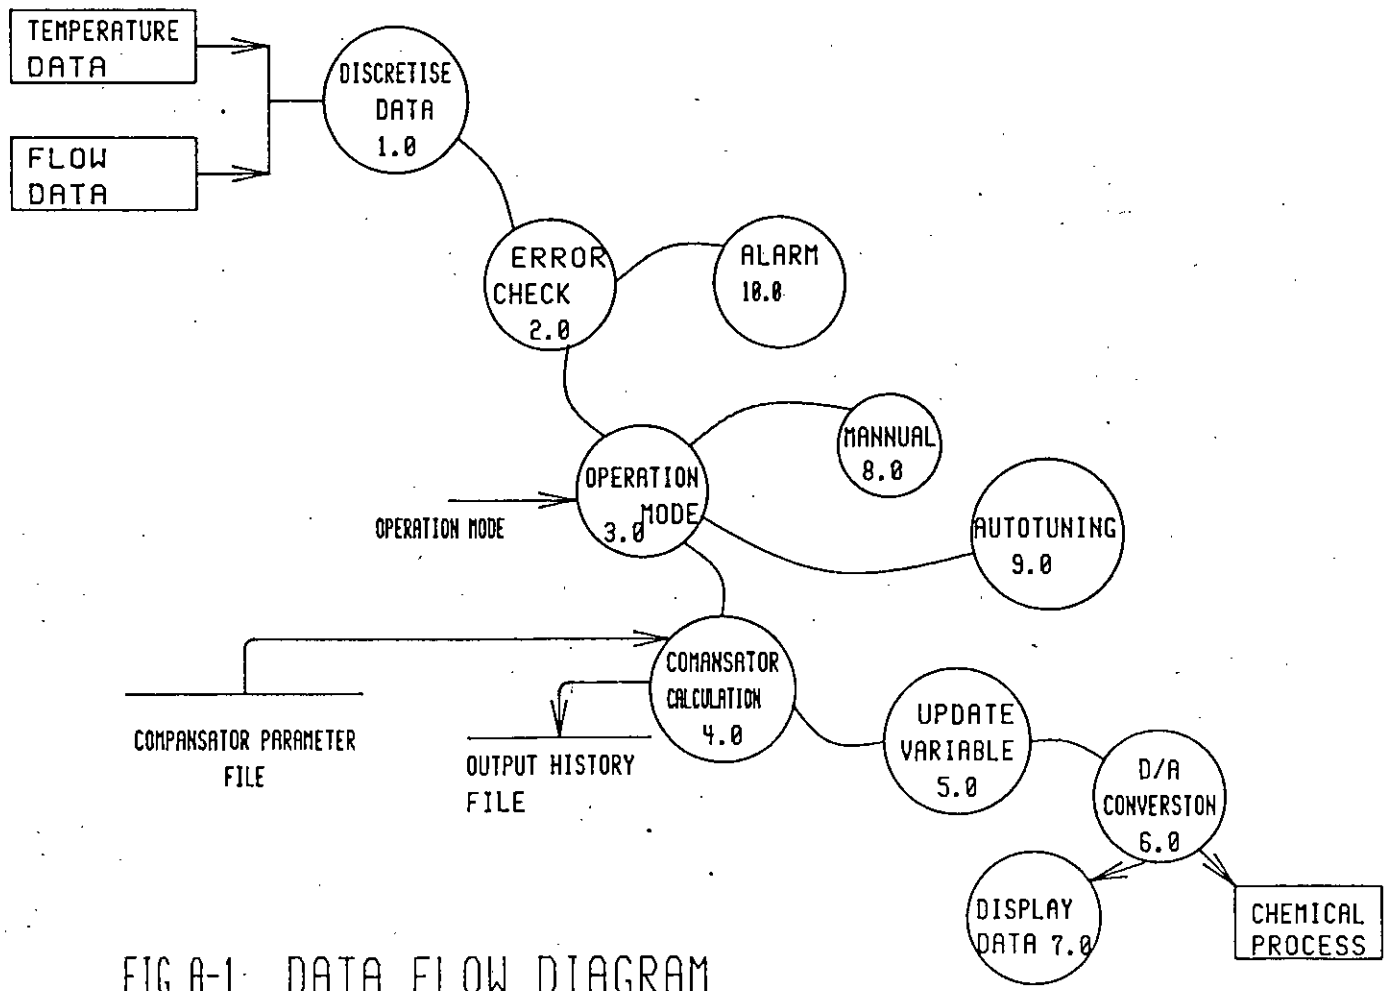 TEMPERATURE
DATA
FLOW
DATA
DISCRETISE
DATA
1.0
ERROR
CHECK
2.0
ALARM
10.0
MANNUAL
8.0
OPERATION
MODE
3.0
OPERATION MODE
AUTOTUNING
9.0
COMANSATOR
CALCULATION
4.0
COMPANSATOR PARAMETER
FILE
OUTPUT HISTORY
FILE
UPDATE
VARIABLE
5.0
D/A
CONVERSTON
6.0
DISPLAY
DATA 7.0
CHEMICAL
PROCESS
FIG A-1 DATA FLOW DIAGRAM